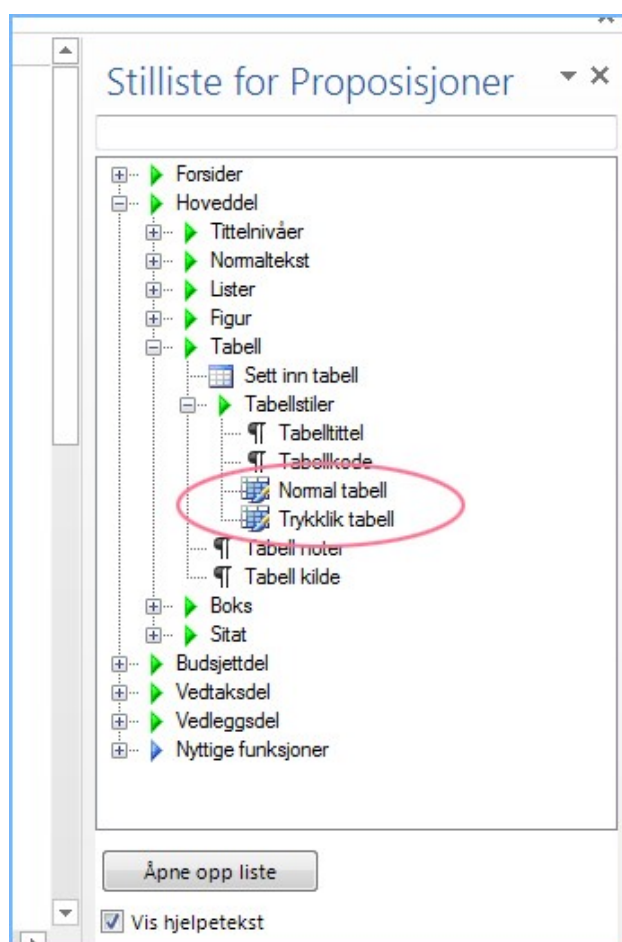 Stilliste for Proposisjoner
Forsider
Hoveddel
Tittelnivåer
Normaltekst
Lister
Figur
Tabell
Sett inn tabell
Tabellstiler
Tabelltittel
Tabellkode
Normal tabell
Trykklik tabell
Tabell noter
Tabell kilde
Boks
Sitat
Budsjettdel
Vedtaksdel
Vedleggsdel
Nyttige funksjoner
Åpne opp liste
Vis hjelpetekst